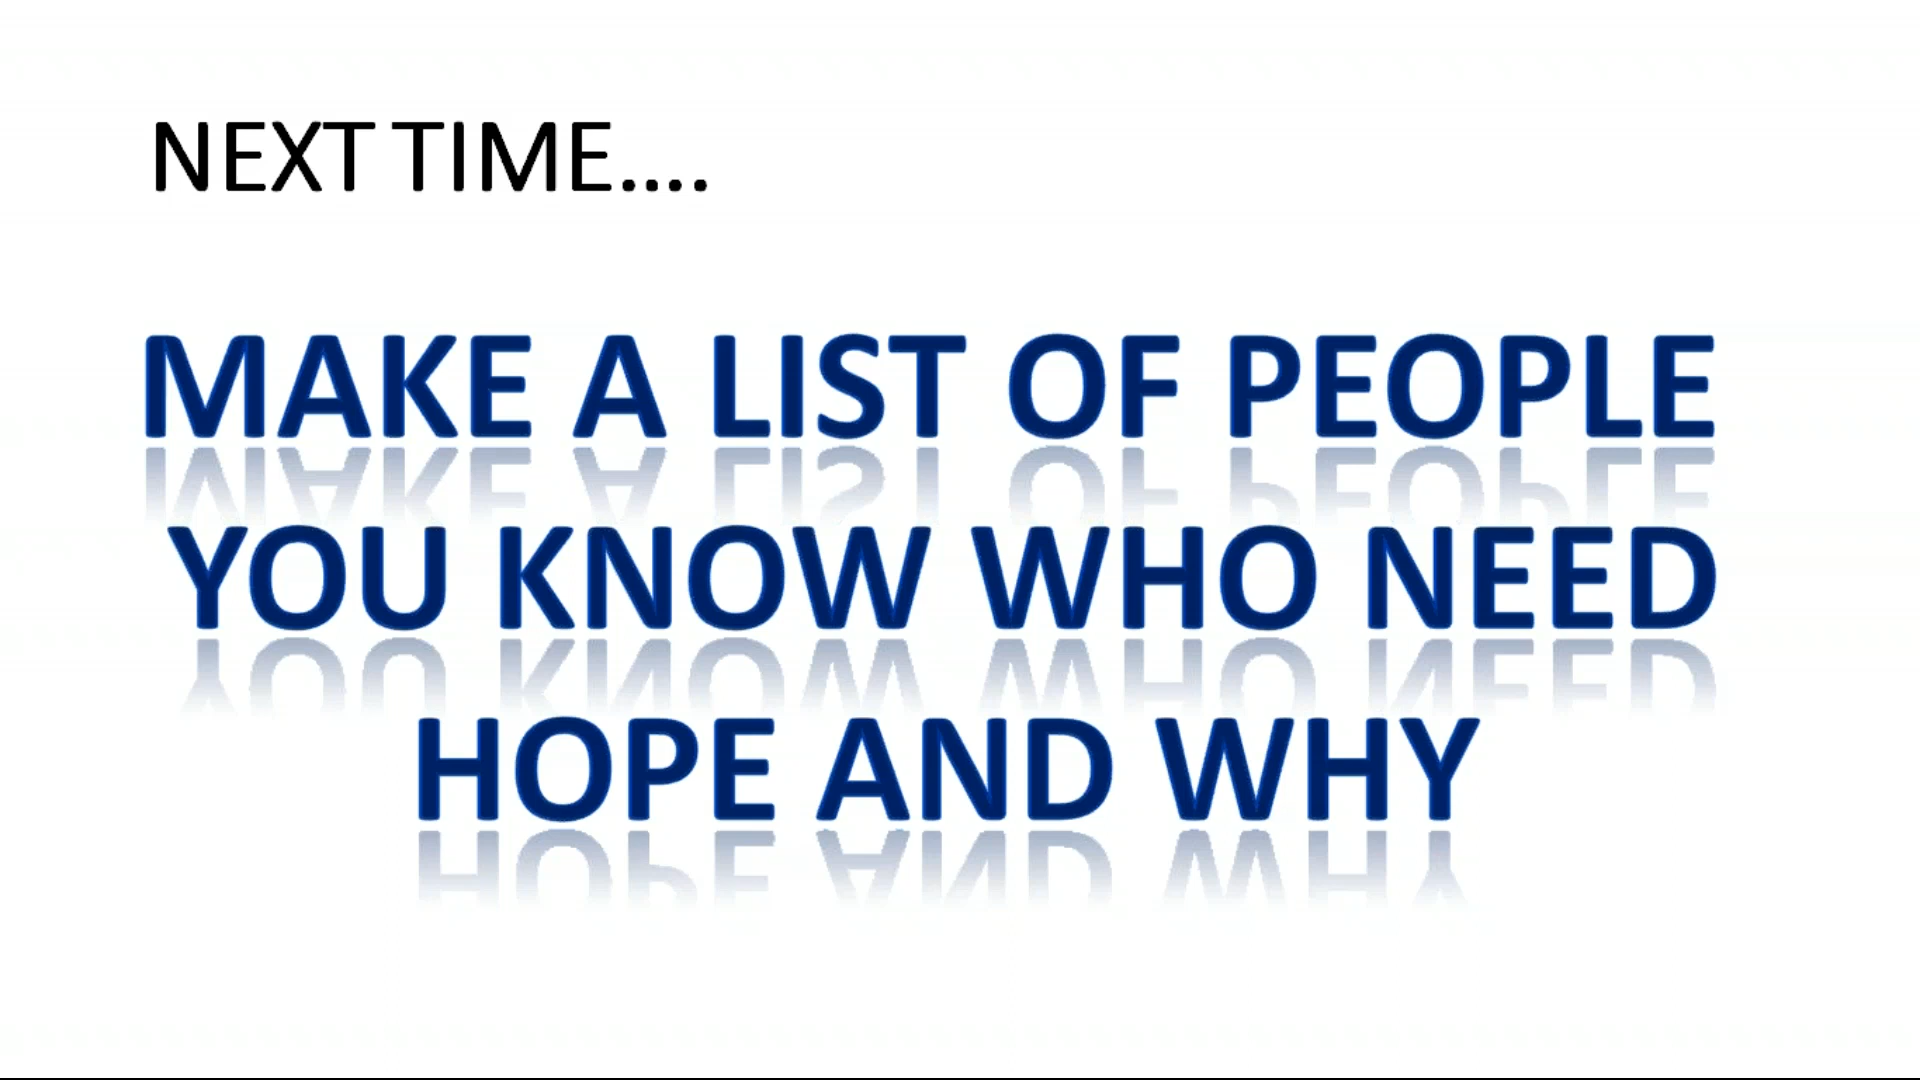 NEXT TIME....
MAKE A LIST OF PEOPLE
YOU KNOW WHO NEED
HOPE AND WHY